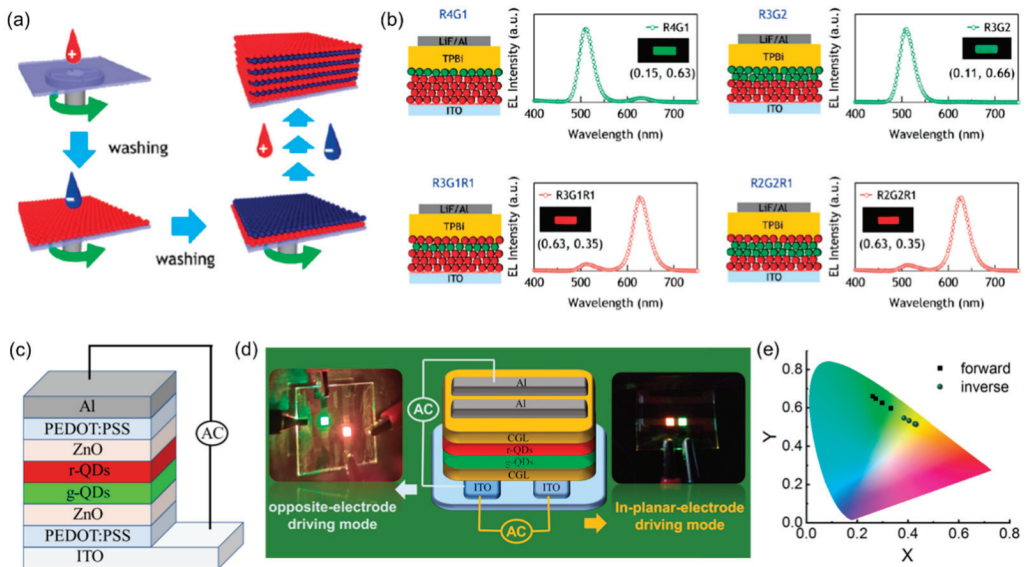 (a)
+
washing
−
washing
+
−
(b)
R4G1
LiF/Al
TPBi
ITO
EL Intensity (a.u.)
R4G1
(0.15, 0.63)
400 500 600 700
Wavelength (nm)
R3G2
LiF/Al
TPBi
ITO
EL Intensity (a.u.)
R3G2
(0.11, 0.66)
400 500 600 700
Wavelength (nm)
R3G1R1
LiF/Al
TPBi
ITO
EL Intensity (a.u.)
R3G1R1
(0.63, 0.35)
400 500 600 700
Wavelength (nm)
R2G2R1
LiF/Al
TPBi
ITO
EL Intensity (a.u.)
R2G2R1
(0.63, 0.35)
400 500 600 700
Wavelength (nm)
(c)
Al
PEDOT:PSS
ZnO
r-QDs
g-QDs
ZnO
PEDOT:PSS
ITO
AC
(d)
opposite-electrode
driving mode
AC
Al
Al
CGL
r-QDs
g-QDs
CGL
ITO ITO
AC
In-planar-electrode
driving mode
(e)
forward
inverse
Y
0.8
0.6
0.4
0.2
0.0
0.0 0.2 0.4 0.6 0.8
X